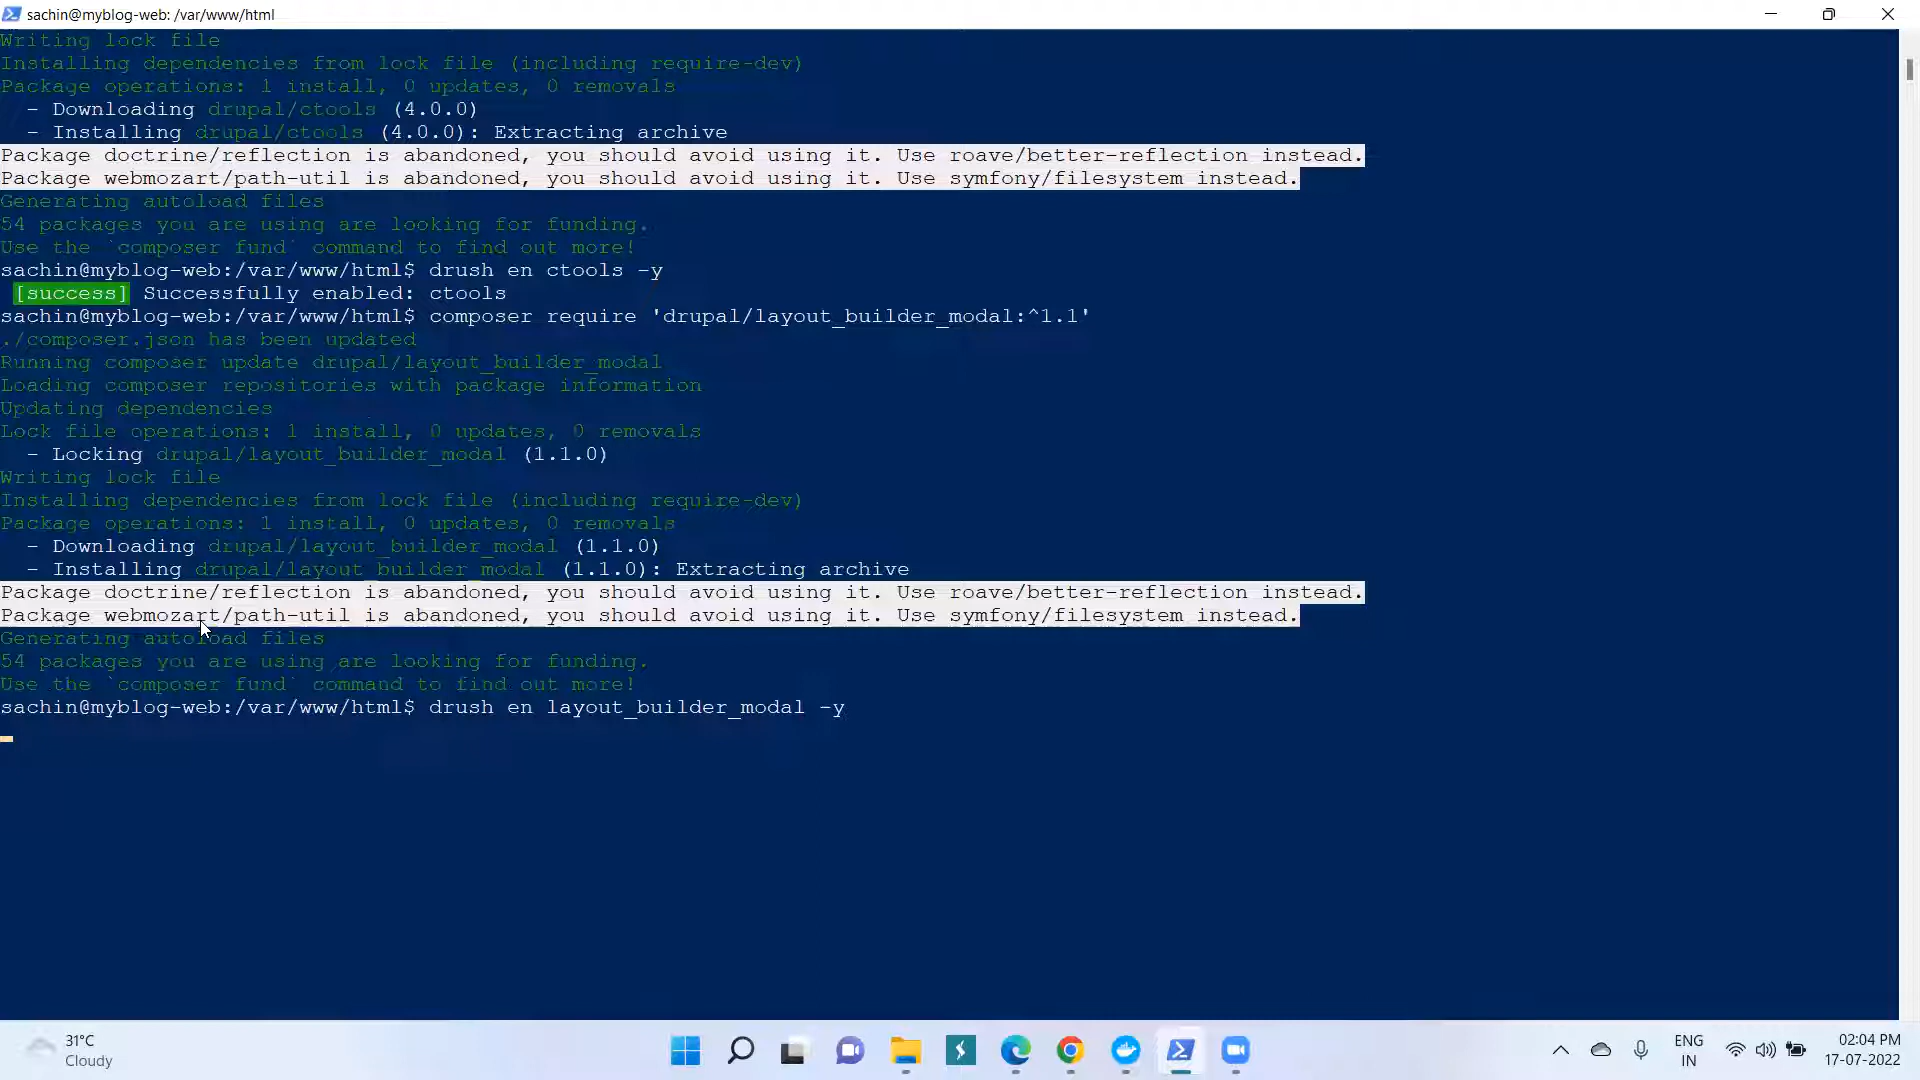 sachin@myblog-web: /var/www/html
Writing lock file
Installing dependencies from lock file (including require-dev)
Package operations: 1 install, 0 updates, 0 removals
  - Downloading drupal/ctools (4.0.0)
  - Installing drupal/ctools (4.0.0): Extracting archive
Package doctrine/reflection is abandoned, you should avoid using it. Use roave/better-reflection instead.
Package webmozart/path-util is abandoned, you should avoid using it. Use symfony/filesystem instead.
Generating autoload files
54 packages you are using are looking for funding.
Use the `composer fund` command to find out more!
sachin@myblog-web:/var/www/html$ drush en ctools -y
 [success] Successfully enabled: ctools
sachin@myblog-web:/var/www/html$ composer require 'drupal/layout_builder_modal:^1.1'
./composer.json has been updated
Running composer update drupal/layout_builder_modal
Loading composer repositories with package information
Updating dependencies
Lock file operations: 1 install, 0 updates, 0 removals
  - Locking drupal/layout_builder_modal (1.1.0)
Writing lock file
Installing dependencies from lock file (including require-dev)
Package operations: 1 install, 0 updates, 0 removals
  - Downloading drupal/layout_builder_modal (1.1.0)
  - Installing drupal/layout_builder_modal (1.1.0): Extracting archive
Package doctrine/reflection is abandoned, you should avoid using it. Use roave/better-reflection instead.
Package webmozart/path-util is abandoned, you should avoid using it. Use symfony/filesystem instead.
Generating autoload files
54 packages you are using are looking for funding.
Use the `composer fund` command to find out more!
sachin@myblog-web:/var/www/html$ drush en layout_builder_modal -y
31°C
Cloudy
ENG
IN
02:04 PM
17-07-2022